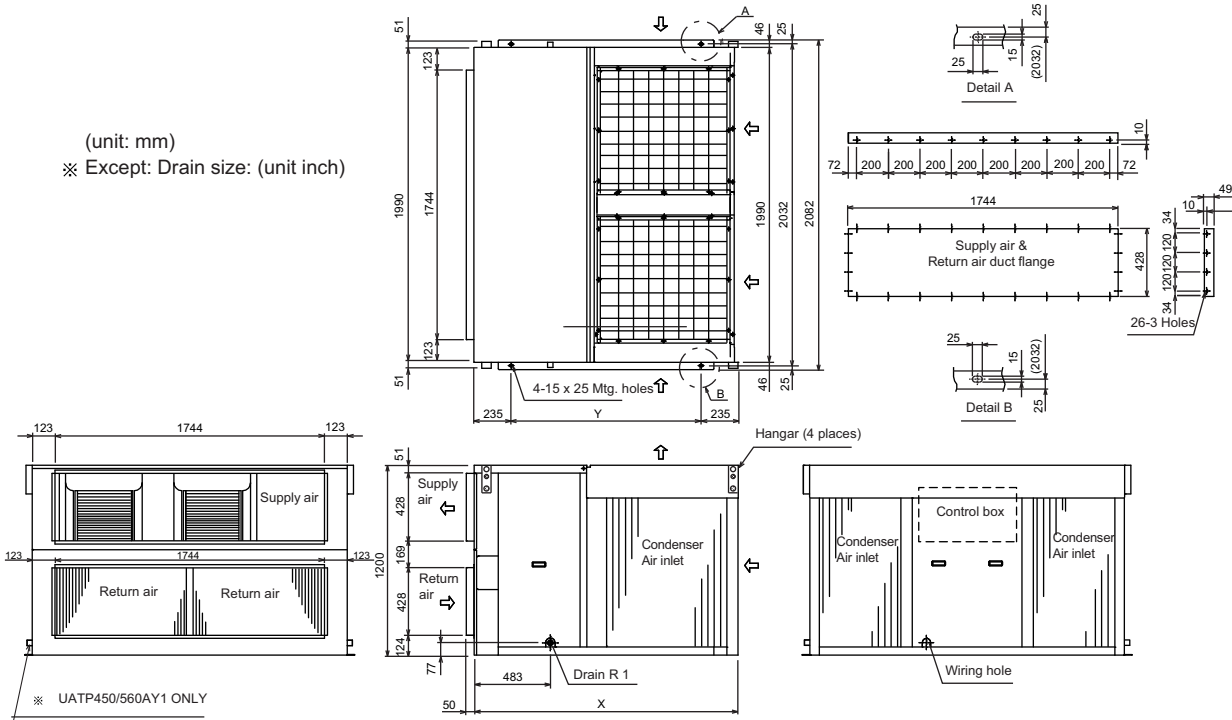 51
123
1990
1744
123
51
A
46
25
1990
2032
2082
46
25
25
15
(2032)
25
Detail A
10
72 200 200 200 200 200 200 200 200 72
1744
Supply air &
Return air duct flange
428
49
10
34
120
120
120
34
26-3 Holes
25
15
(2032)
25
Detail B
(unit: mm)
※ Except: Drain size: (unit inch)
4-15 x 25 Mtg. holes
B
235 Y 235
123 1744 123
Supply air
123 1744 123
Return air Return air
※ UATP450/560AY1 ONLY
Hangar (4 places)
51
Supply
air
428
169
1200
Return
air
428
124
77
Condenser
Air inlet
483
Drain R 1
50 X
Control box
Condenser
Air inlet
Condenser
Air inlet
Wiring hole